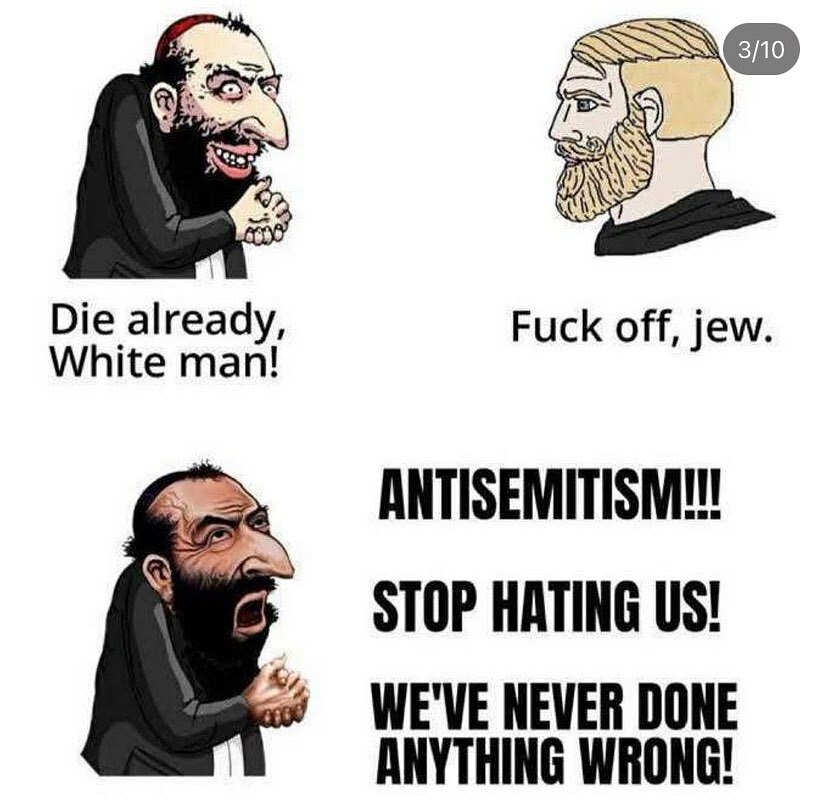 3/10
Die already,
White man!
Fuck off, jew.
ANTISEMITISM!!!
STOP HATING US!
WE'VE NEVER DONE
ANYTHING WRONG!